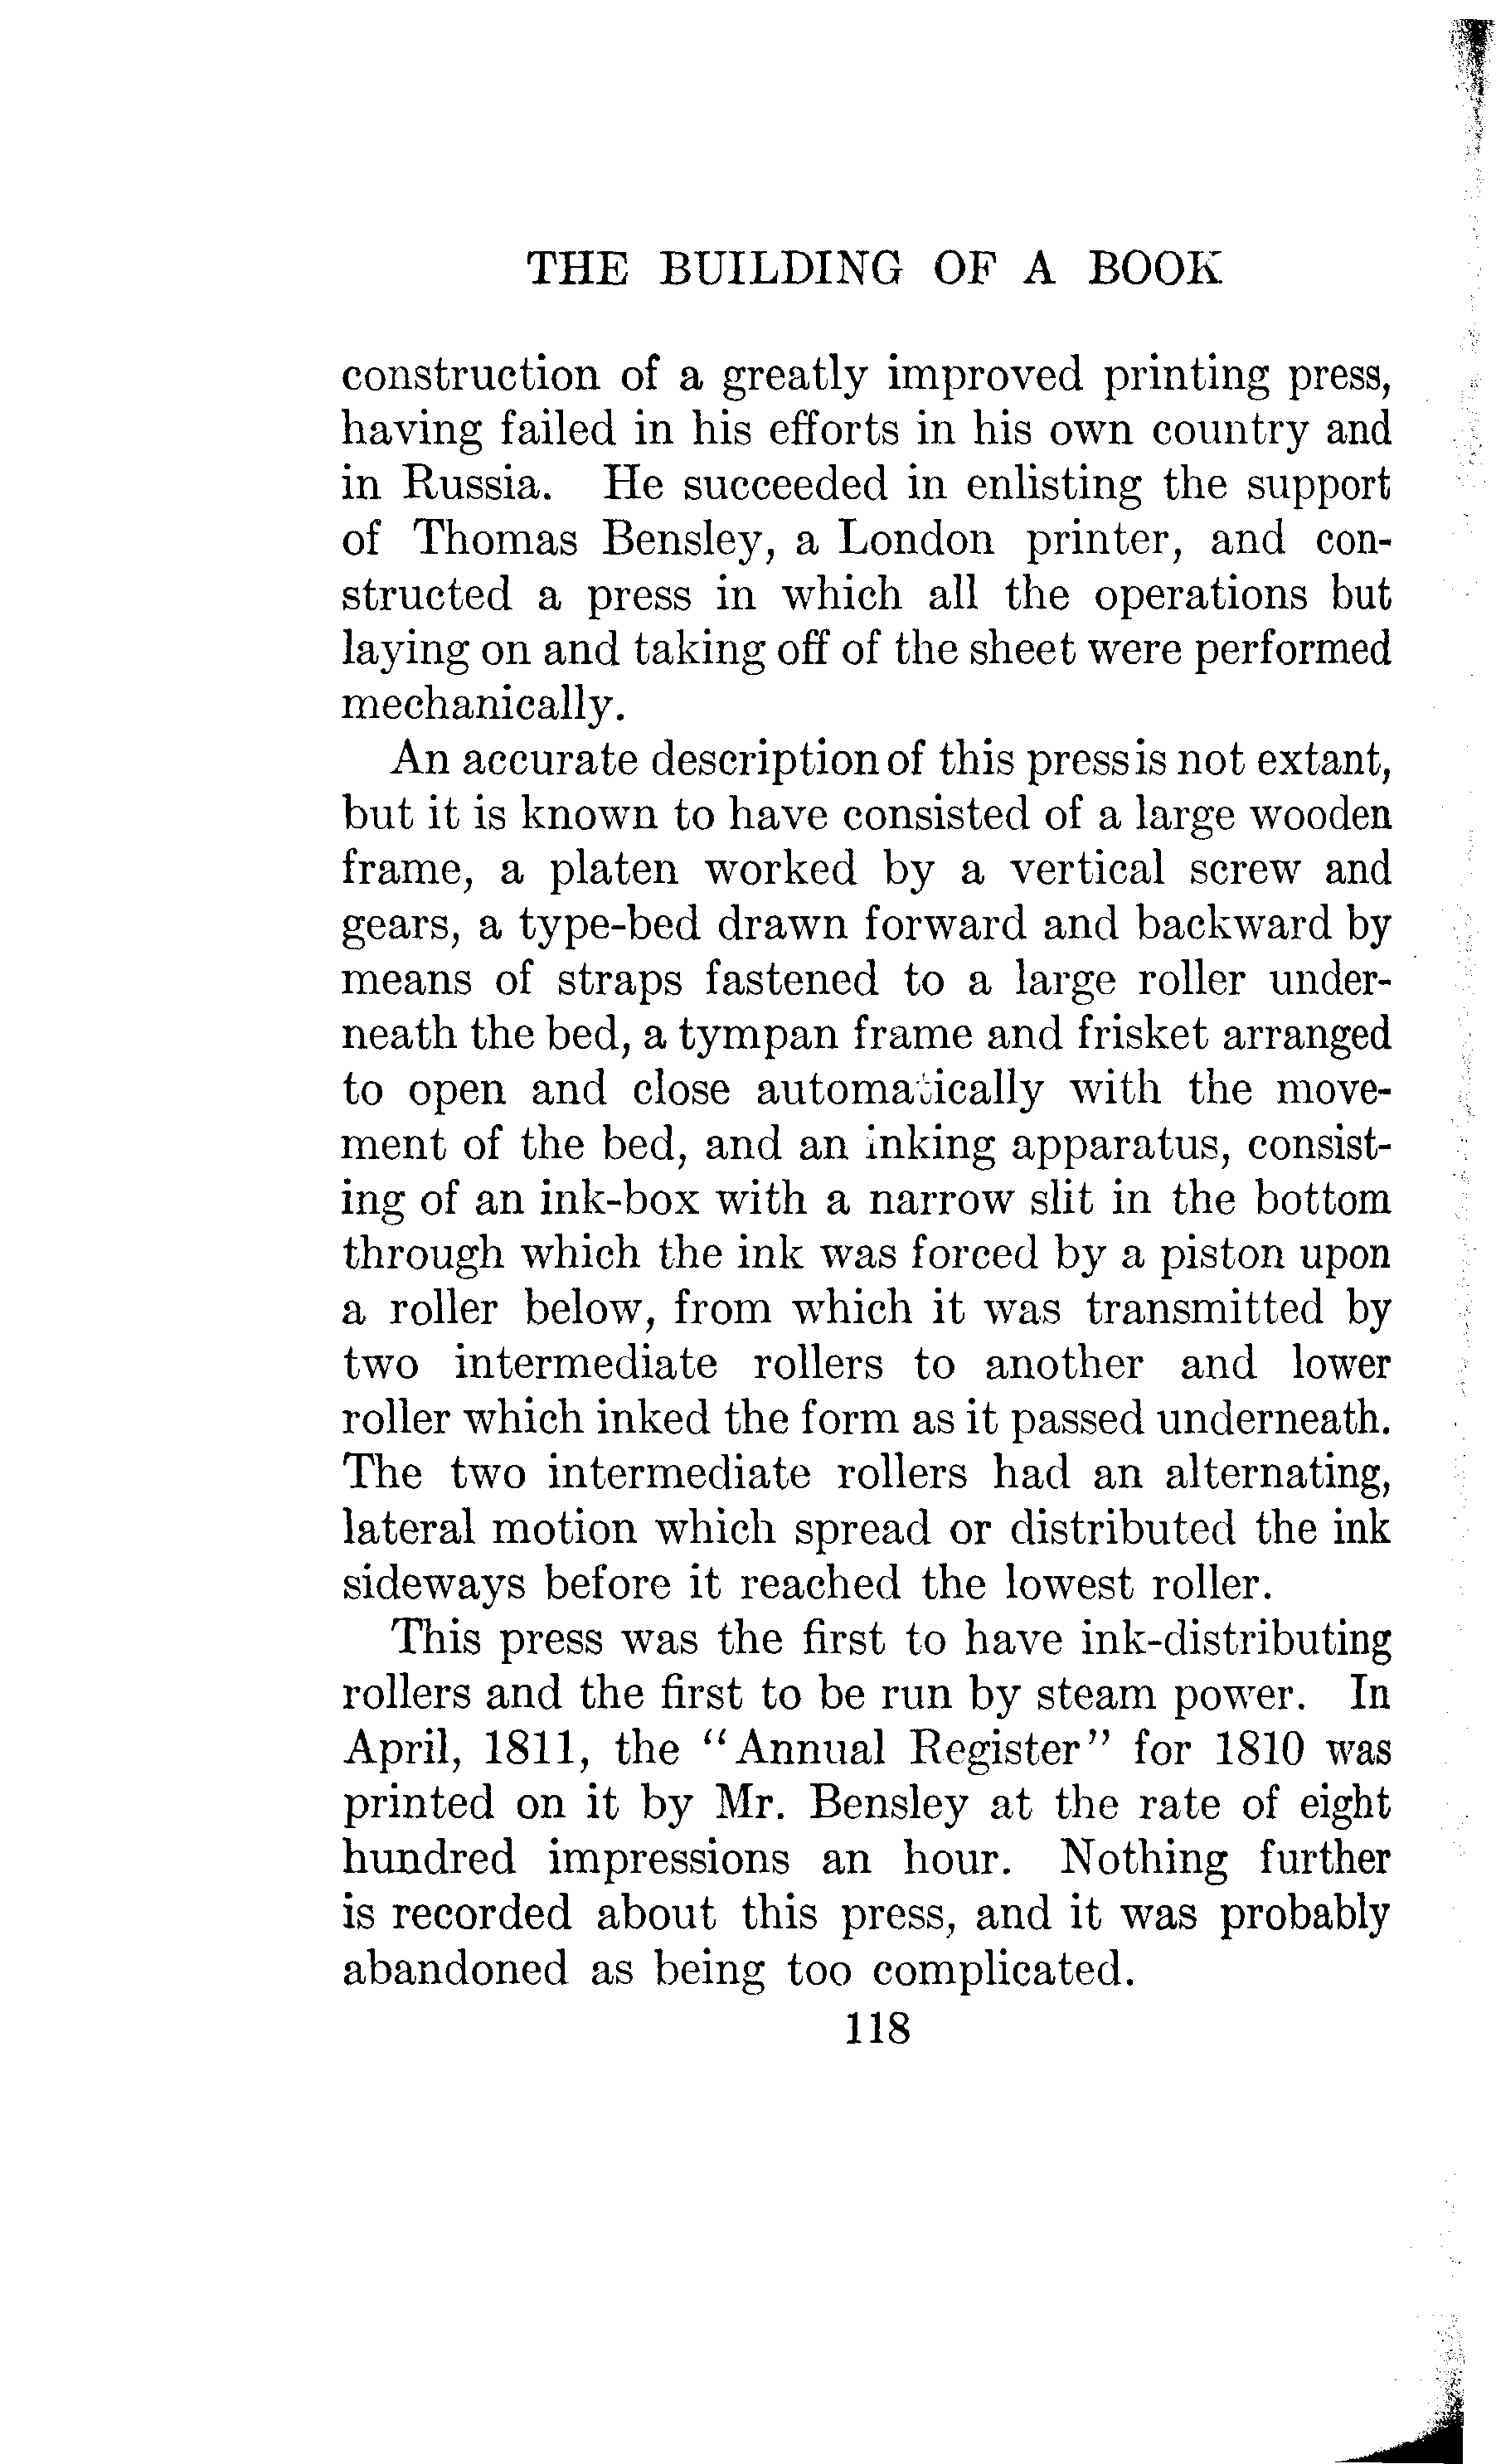 THE BUILDING OF A BOOK
construction of a greatly improved printing press,
having failed in his efforts in his own country and
in Russia. He succeeded in enlisting the support
of Thomas Bensley, a London printer, and con-
structed a press in which all the operations but
laying on and taking off of the sheet were performed
mechanically.
An accurate description of this press is not extant,
but it is known to have consisted of a large wooden
frame, a platen worked by a vertical screw and
gears, a type-bed drawn forward and backward by
means of straps fastened to a large roller under-
neath the bed, a tympan frame and frisket arranged
to open and close automatically with the move-
ment of the bed, and an inking apparatus, consist-
ing of an ink-box with a narrow slit in the bottom
through which the ink was forced by a piston upon
a roller below, from which it was transmitted by
two intermediate rollers to another and lower
roller which inked the form as it passed underneath.
The two intermediate rollers had an alternating,
lateral motion which spread or distributed the ink
sideways before it reached the lowest roller.
This press was the first to have ink-distributing
rollers and the first to be run by steam power. In
April, 1811, the "Annual Register" for 1810 was
printed on it by Mr. Bensley at the rate of eight
hundred impressions an hour. Nothing further
is recorded about this press, and it was probably
abandoned as being too complicated.
118